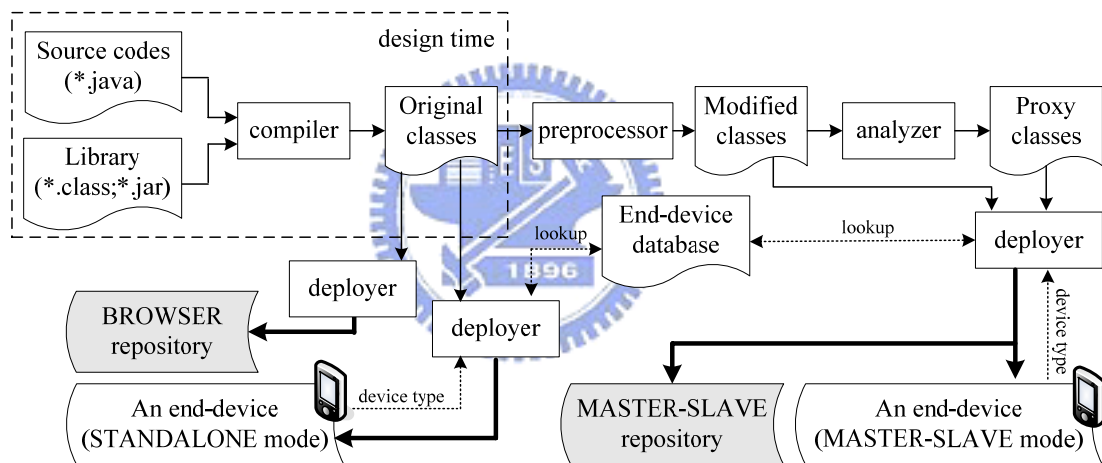 design time
Source codes
(*.java)
Library
(*.class;*.jar)
compiler
Original
classes
preprocessor
Modified
classes
analyzer
Proxy
classes
End-device
database
lookup
lookup
deployer
deployer
deployer
1896
BROWSER
repository
device type
device type
An end-device
(STANDALONE mode)
MASTER-SLAVE
repository
An end-device
(MASTER-SLAVE mode)